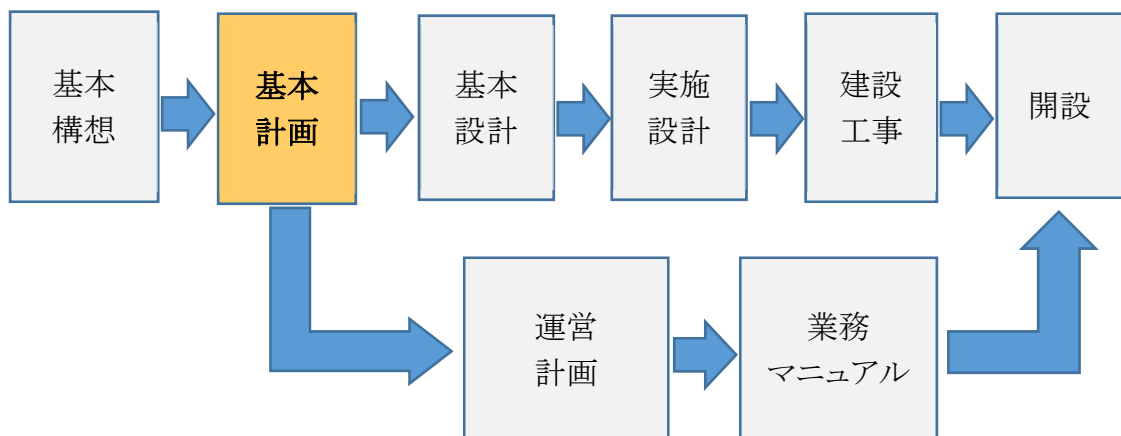 基本
構想
基本
計画
基本
設計
実施
設計
建設
工事
開設
運営
計画
業務
マニュアル